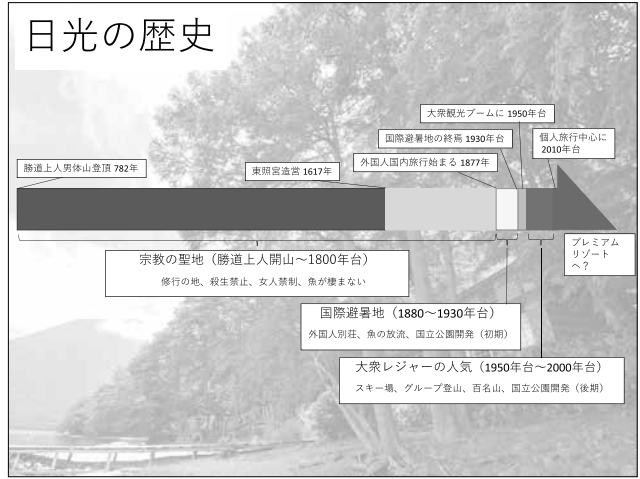 日光の歴史
大衆観光ブームに 1950年台
国際避暑地の終焉 1930年台
個人旅行中心に
2010年台
外国人国内旅行始まる 1877年
勝道上人男体山登頂 782年
東照宮造営 1617年
プレミアム
リゾート
へ？
宗教の聖地（勝道上人開山～1800年台）
修行の地、殺生禁止、女人禁制、魚が棲まない
国際避暑地（1880～1930年台）
外国人別荘、魚の放流、国立公園開発（初期）
大衆レジャーの人気（1950年台～2000年台）
スキー場、グループ登山、百名山、国立公園開発（後期）